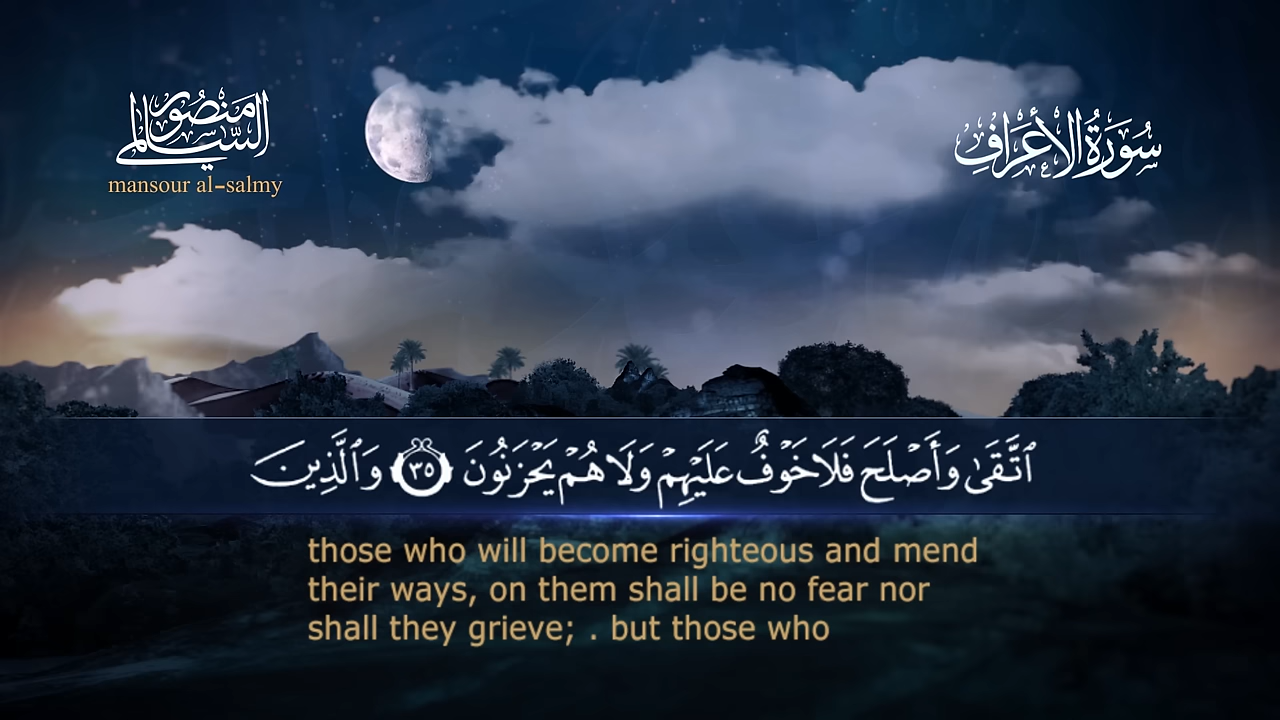 منصور السالمي
mansour al-salmy
سُورَةُ الأَعْرَافِ
ٱتَّقَىٰ وَأَصْلَحَ فَلَا خَوْفٌ عَلَيْهِمْ وَلَا هُمْ يَحْزَنُونَ ٣٥ وَٱلَّذِينَ
those who will become righteous and mend
their ways, on them shall be no fear nor
shall they grieve; . but those who